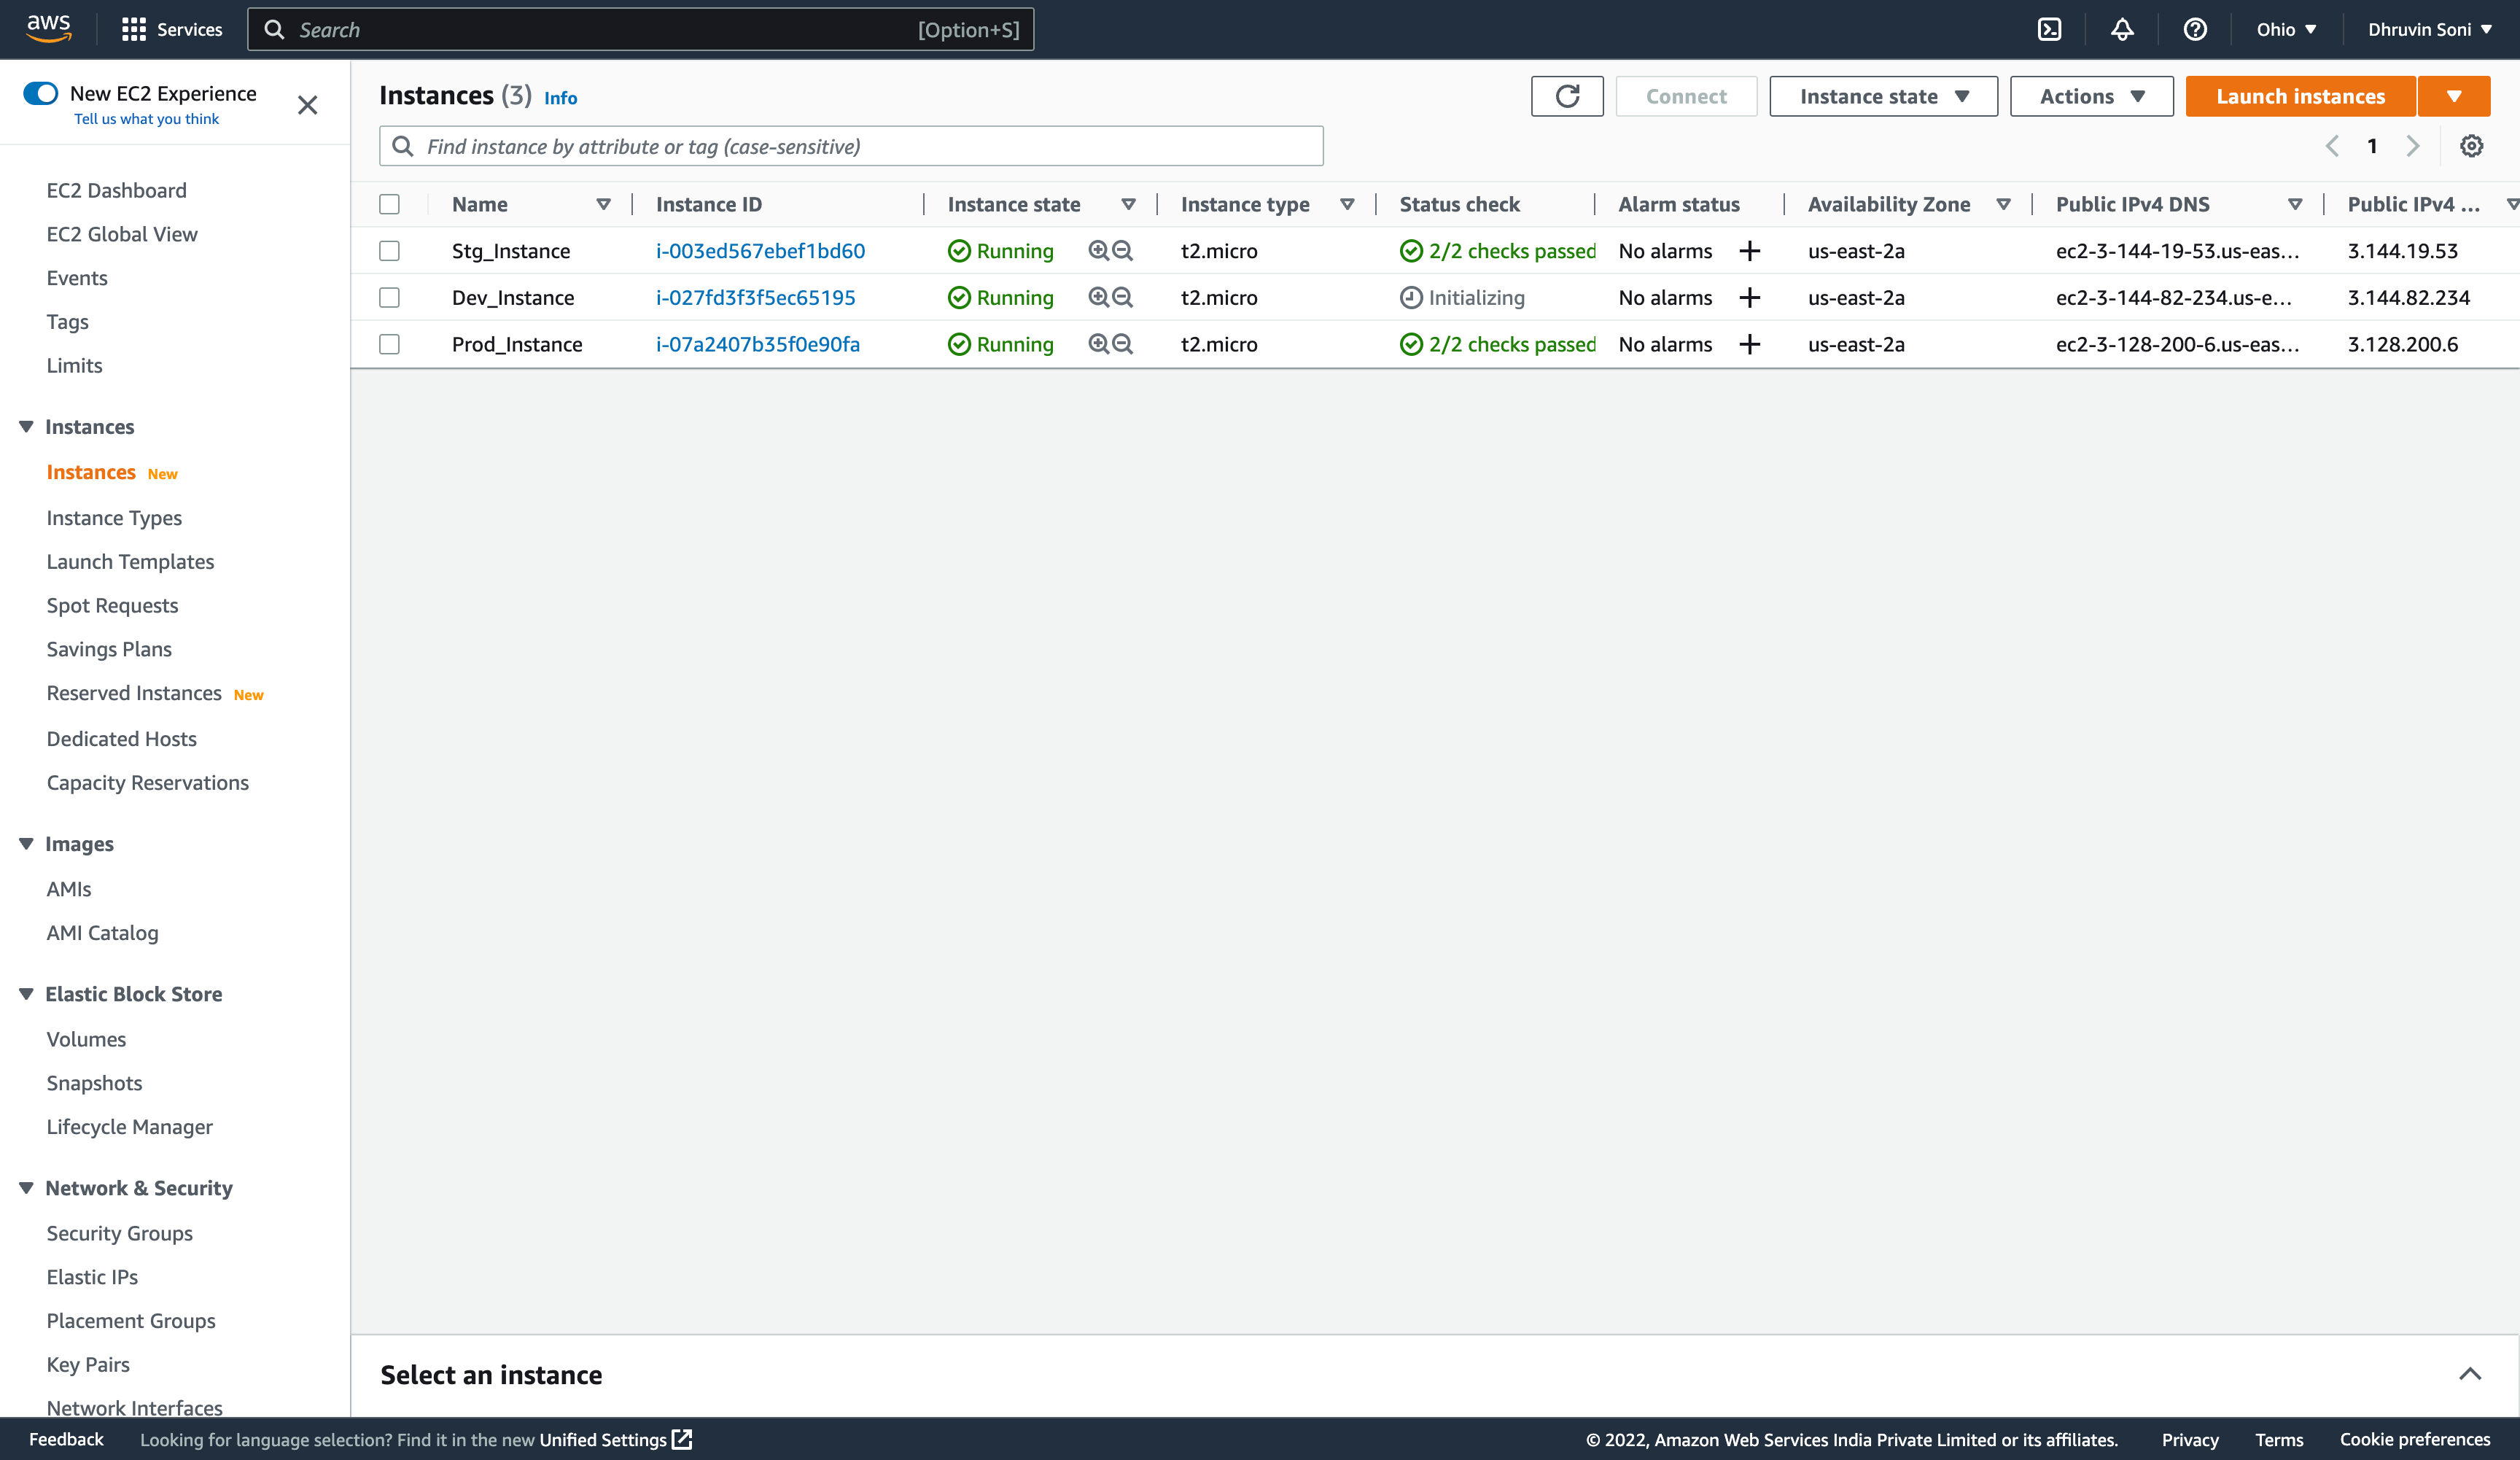 aws Services Search [Option+S] Ohio Dhruvin Soni
New EC2 Experience
Tell us what you think
EC2 Dashboard
EC2 Global View
Events
Tags
Limits
Instances
Instances New
Instance Types
Launch Templates
Spot Requests
Savings Plans
Reserved Instances New
Dedicated Hosts
Capacity Reservations
Images
AMIs
AMI Catalog
Elastic Block Store
Volumes
Snapshots
Lifecycle Manager
Network & Security
Security Groups
Elastic IPs
Placement Groups
Key Pairs
Network Interfaces
Instances (3) Info Connect Instance state Actions Launch instances
Find instance by attribute or tag (case-sensitive) 1
Name Instance ID Instance state Instance type Status check Alarm status Availability Zone Public IPv4 DNS Public IPv4 ...
Stg_Instance i-003ed567ebef1bd60 Running t2.micro 2/2 checks passed No alarms us-east-2a ec2-3-144-19-53.us-eas... 3.144.19.53
Dev_Instance i-027fd3f3f5ec65195 Running t2.micro Initializing No alarms us-east-2a ec2-3-144-82-234.us-e... 3.144.82.234
Prod_Instance i-07a2407b35f0e90fa Running t2.micro 2/2 checks passed No alarms us-east-2a ec2-3-128-200-6.us-eas... 3.128.200.6
Select an instance
Feedback Looking for language selection? Find it in the new Unified Settings © 2022, Amazon Web Services India Private Limited or its affiliates. Privacy Terms Cookie preferences